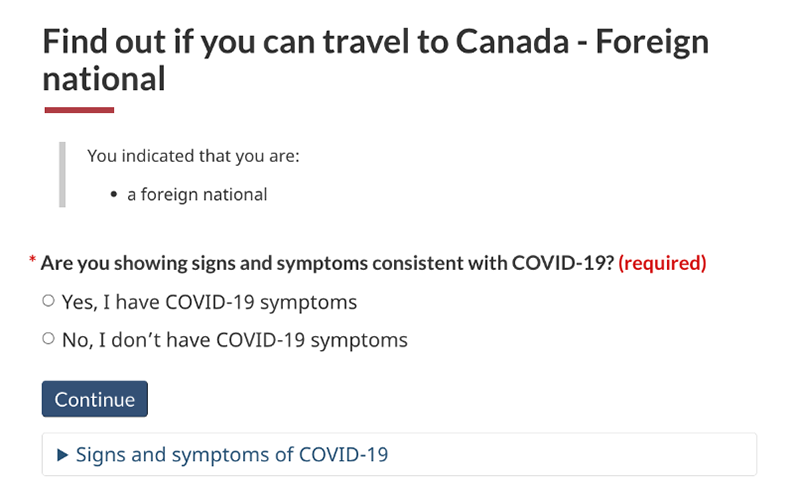 Find out if you can travel to Canada - Foreign
national
You indicated that you are:
• a foreign national
* Are you showing signs and symptoms consistent with COVID-19? (required)
Yes, I have COVID-19 symptoms
No, I don’t have COVID-19 symptoms
Continue
Signs and symptoms of COVID-19